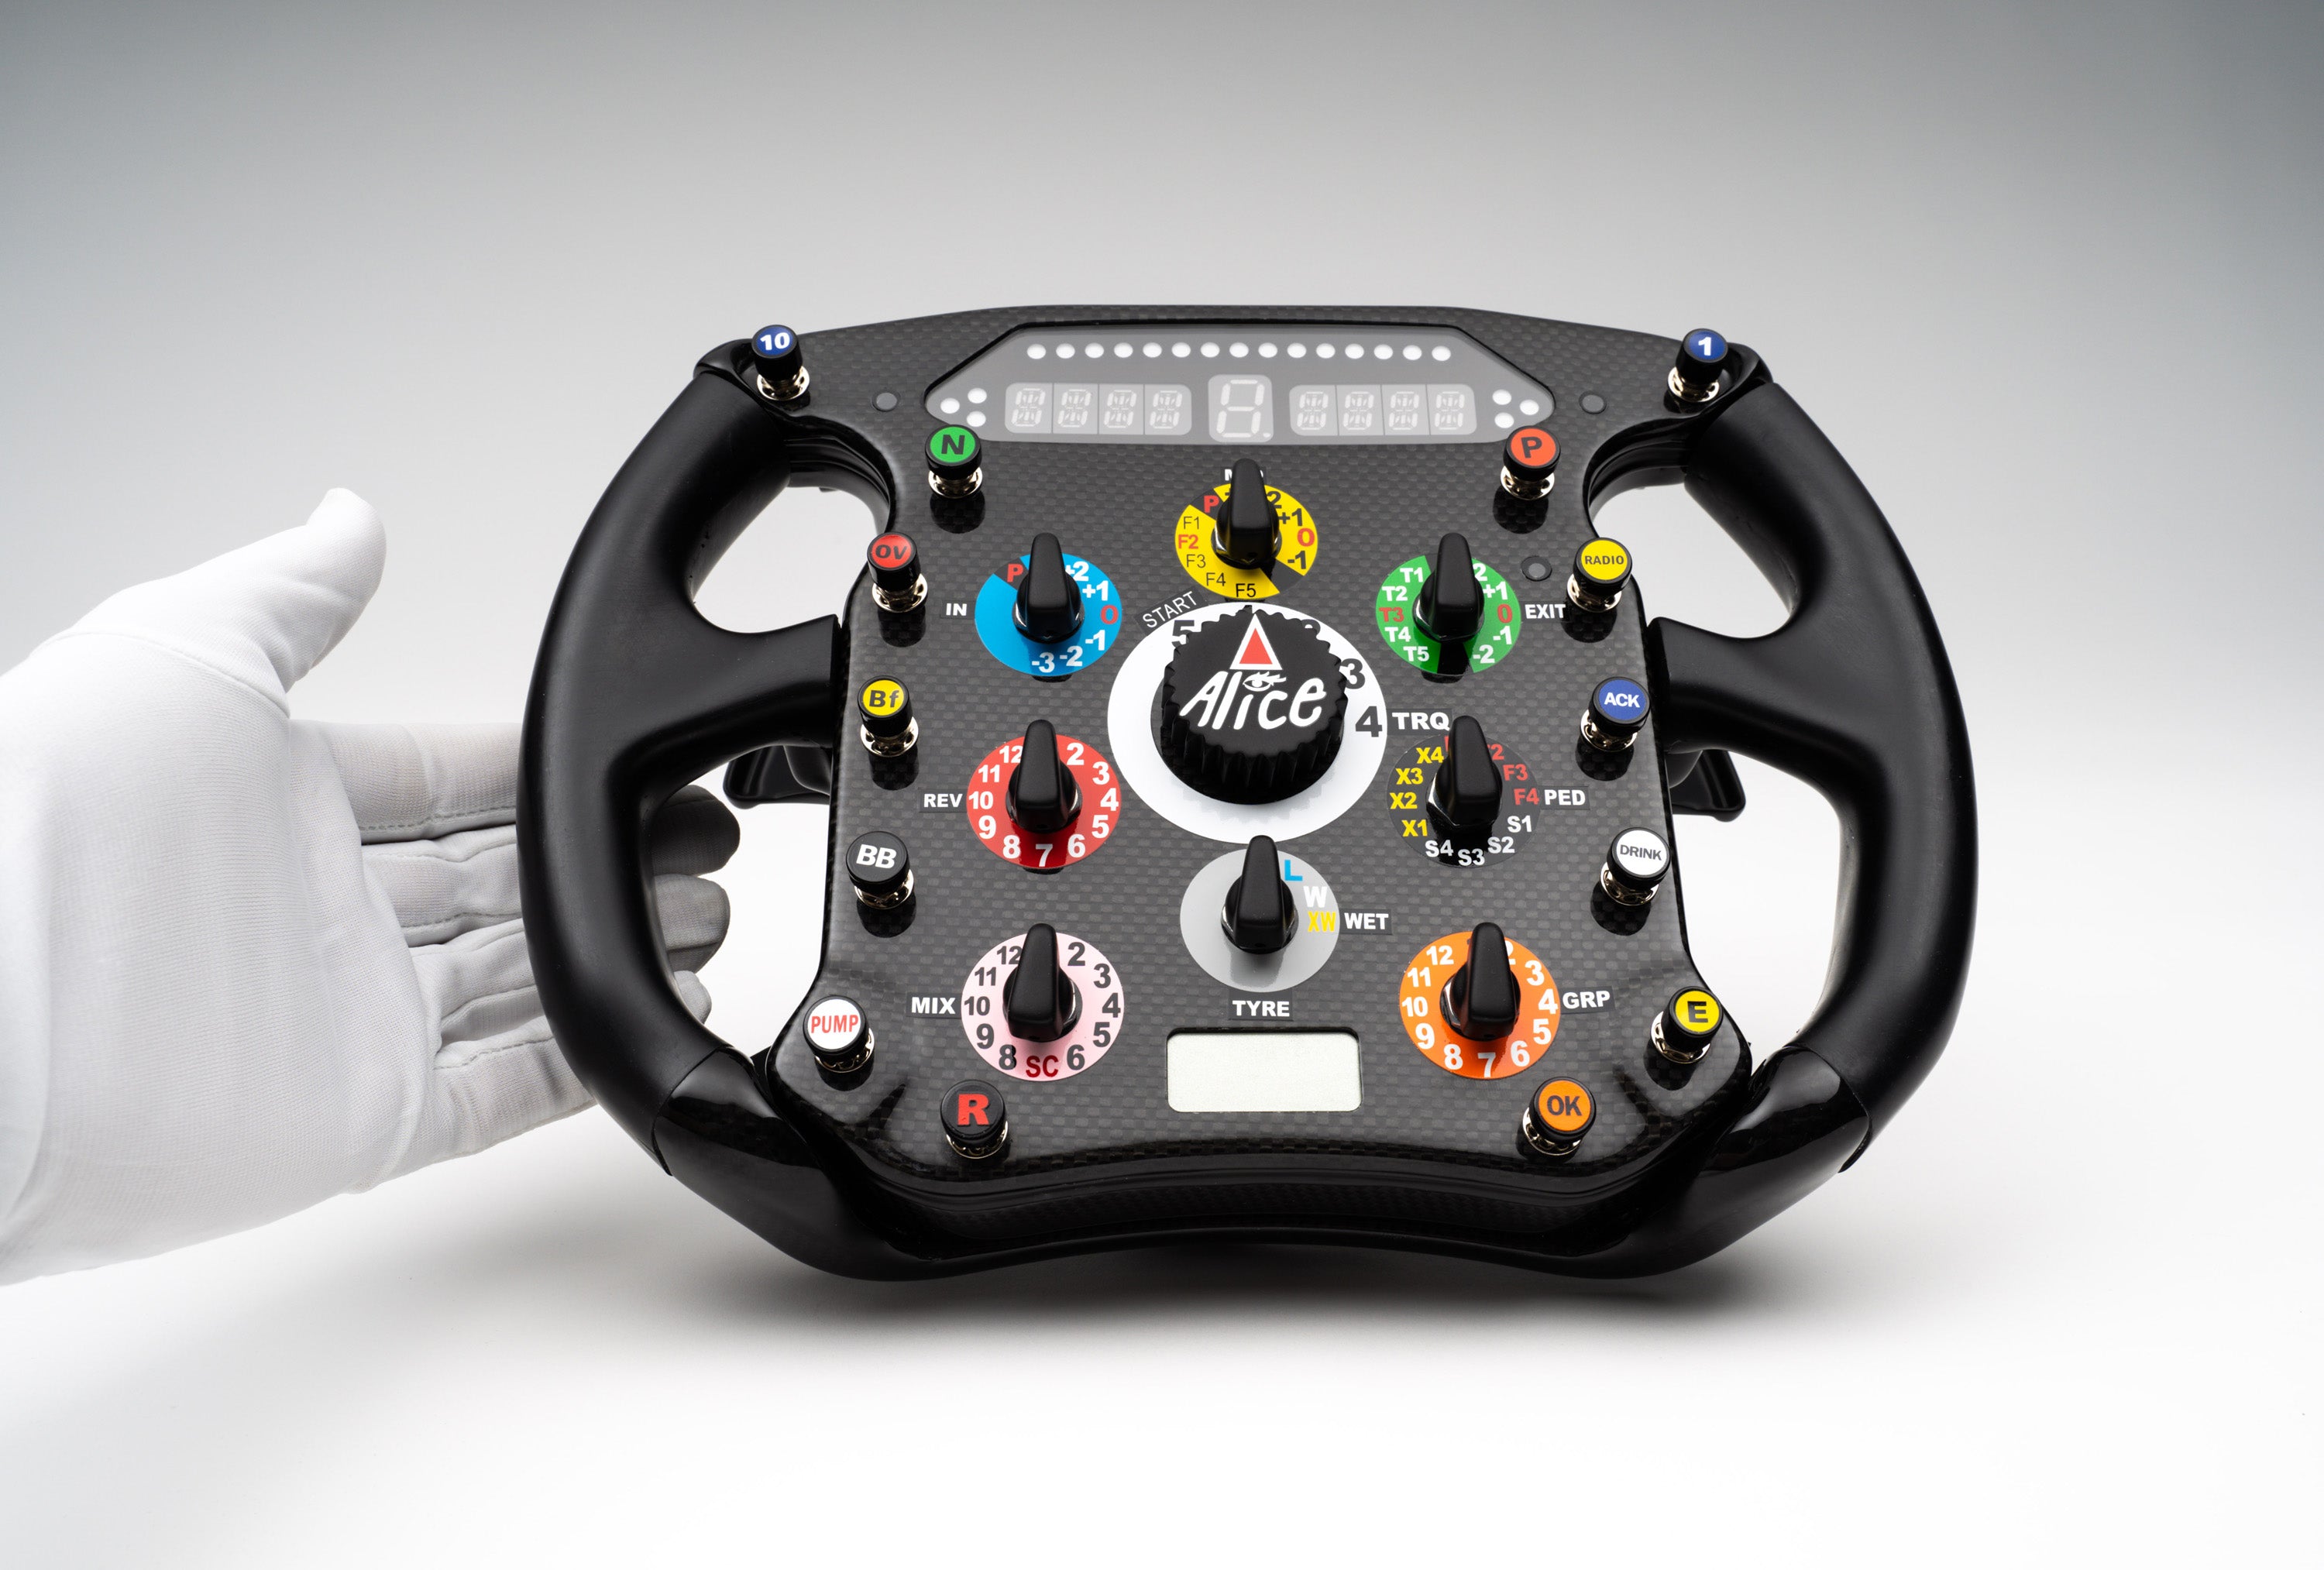 10
1
N
P
P 2
F1 +1
F2 0
F3 -1
F4
F5
OV
RADIO
IN
P +2
+1
0
-1
-2
-3
START
5
3
4
Alice
TRQ
T1 2
T2 +1
T3 0
T4 -1
T5 -2
EXIT
Bf
ACK
REV
12 2
11 3
10 4
9 5
8 7 6
X4 2
X3 F3
X2 F4
X1 S1
S4 S3 S2
PED
BB
DRINK
L
W
XW WET
TYRE
MIX
12 2
11 3
10 4
9 5
8 SC 6
12
11 3
10 4
9 5
8 7 6
GRP
PUMP
E
R
OK